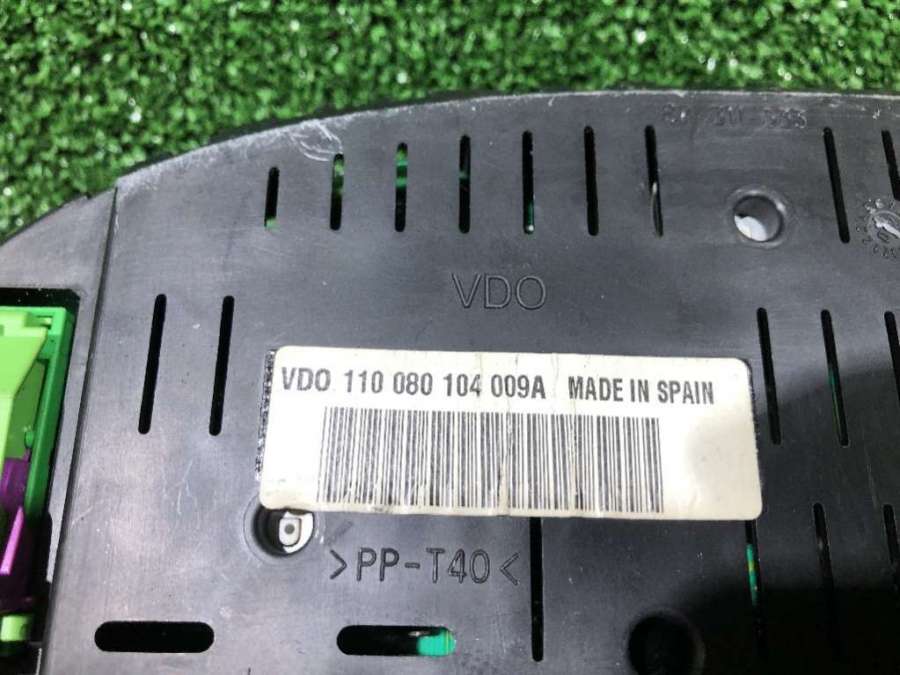 VDO
VDO 110 080 104 009A MADE IN SPAIN
>PP-T40<